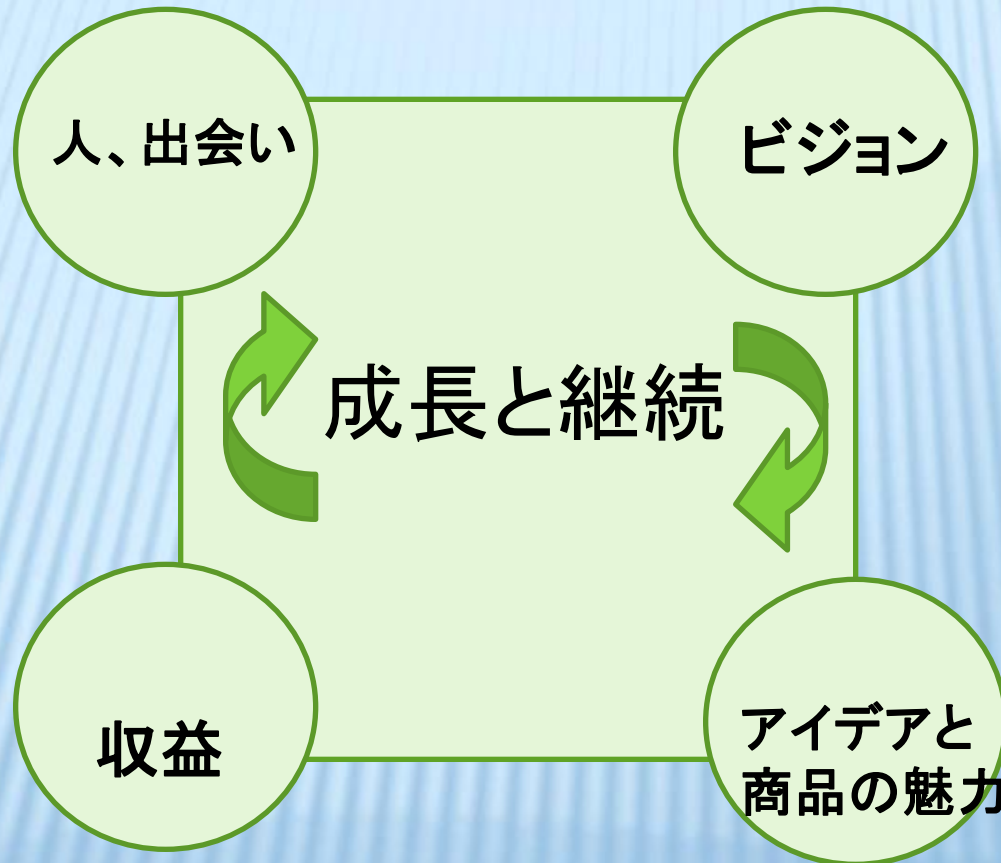 人、出会い
ビジョン
成長と継続
収益
アイデアと
商品の魅力